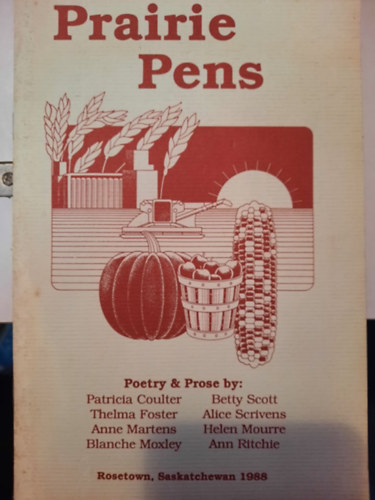 Prairie
Pens
Poetry & Prose by:
Patricia Coulter Betty Scott
Thelma Foster Alice Scrivens
Anne Martens Helen Mourre
Blanche Moxley Ann Ritchie
Rosetown, Saskatchewan 1988